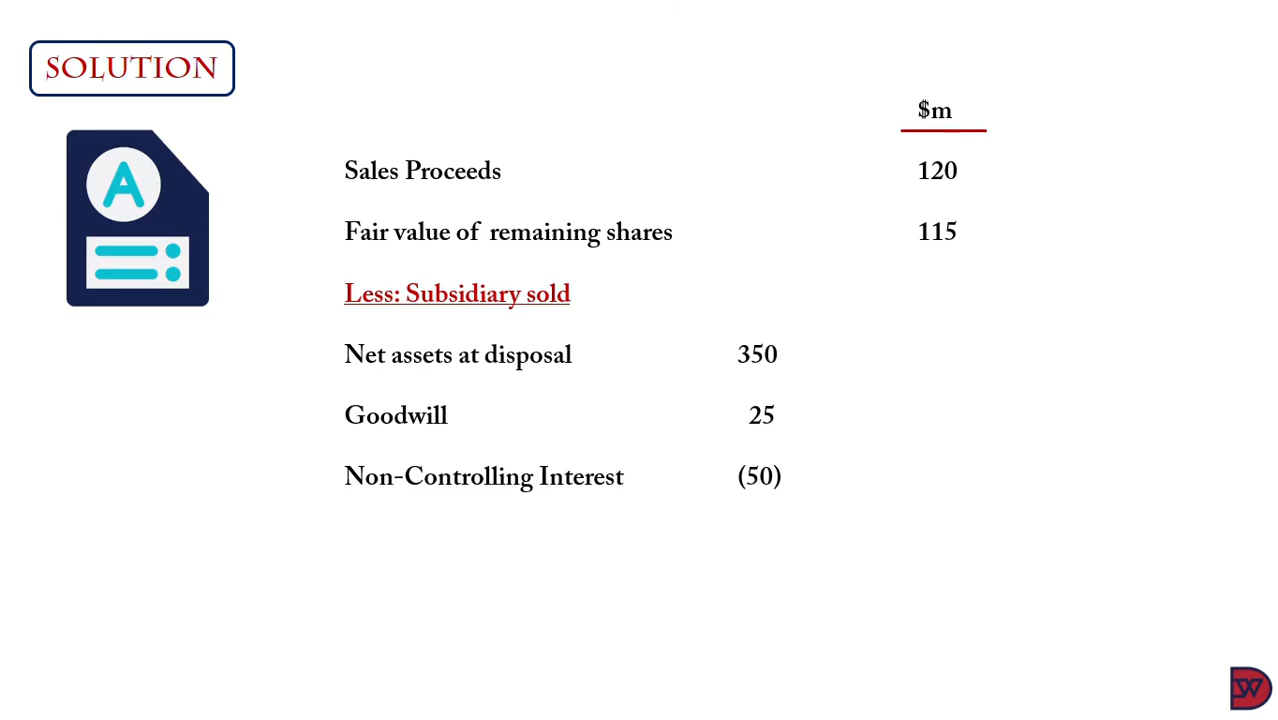 SOLUTION
$m
A
Sales Proceeds 120
Fair value of remaining shares 115
Less: Subsidiary sold
Net assets at disposal 350
Goodwill 25
Non-Controlling Interest (50)
DW